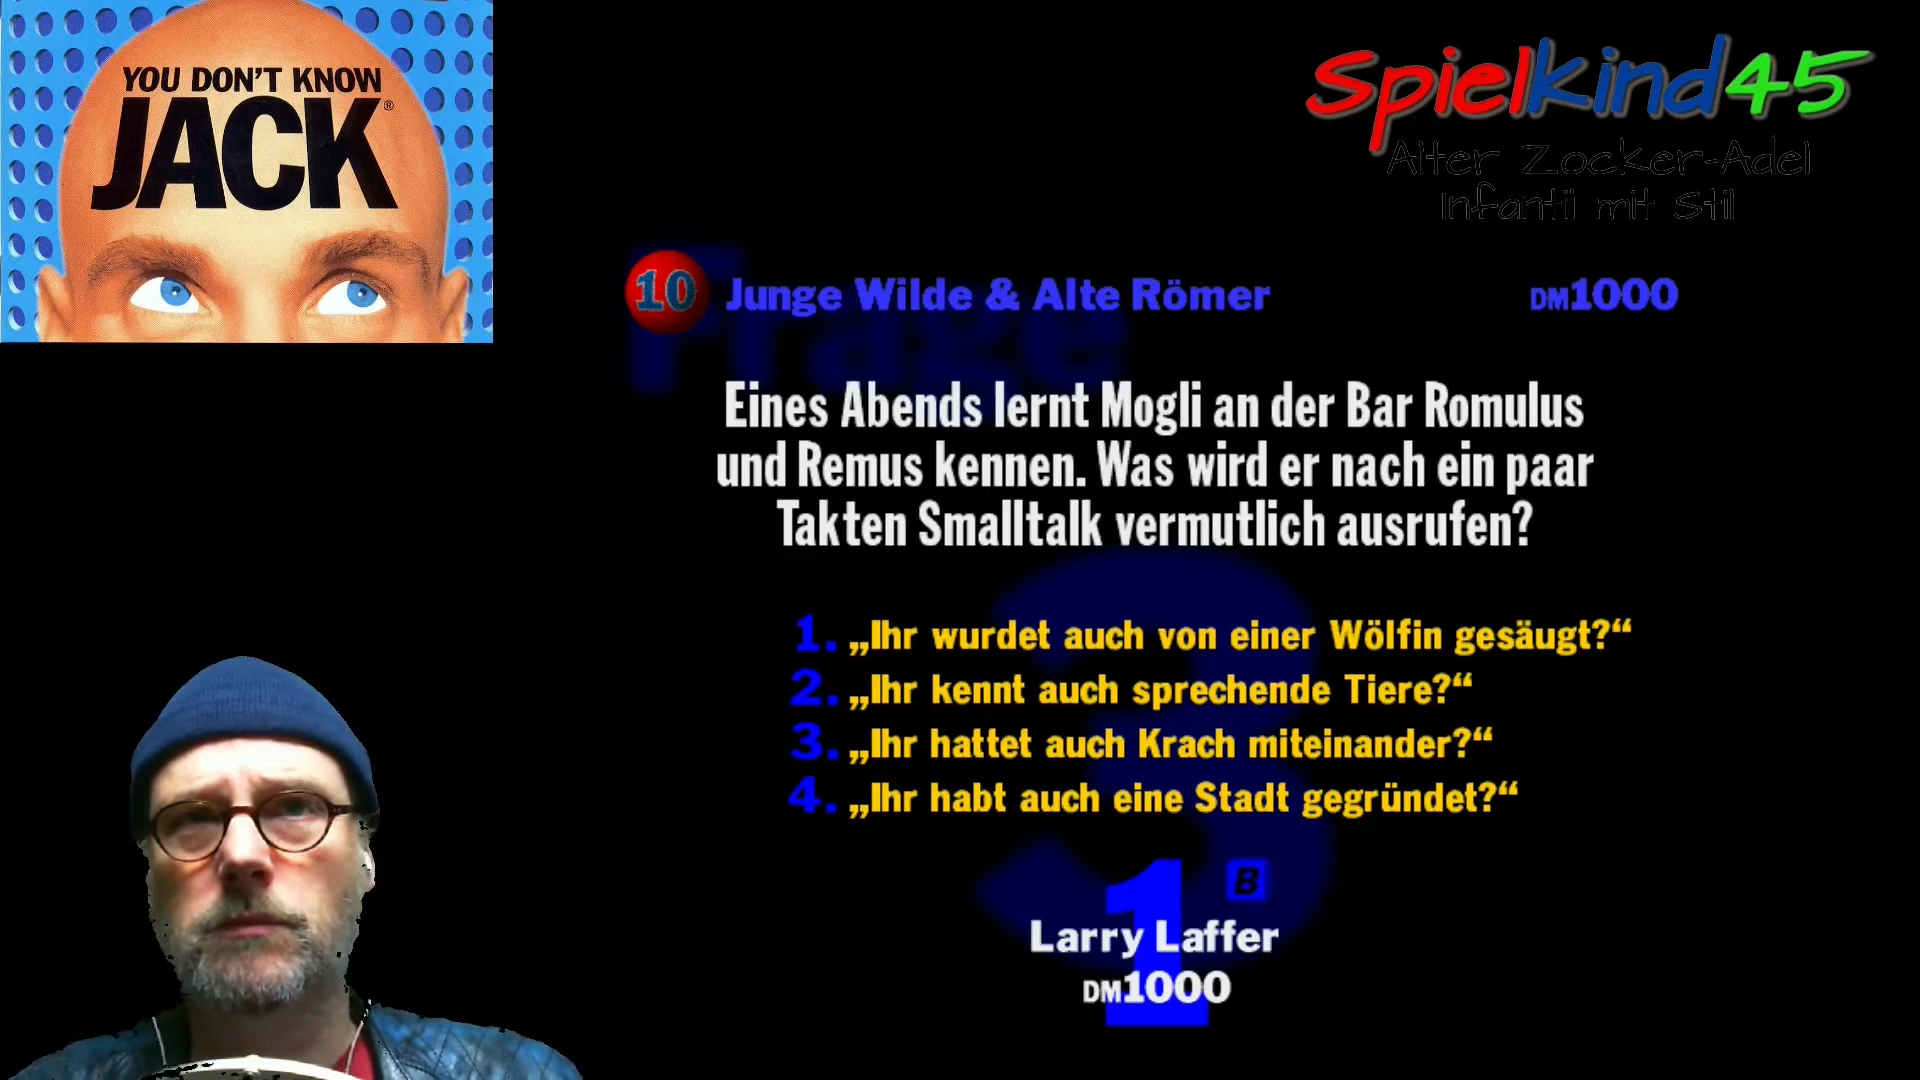 YOU DON'T KNOW
JACK®
Spielkind45
Alter Zocker-Adel
Infantil mit Stil
Frage
3
10 Junge Wilde & Alte Römer DM1000
Eines Abends lernt Mogli an der Bar Romulus
und Remus kennen. Was wird er nach ein paar
Takten Smalltalk vermutlich ausrufen?
1. „Ihr wurdet auch von einer Wölfin gesäugt?“
2. „Ihr kennt auch sprechende Tiere?“
3. „Ihr hattet auch Krach miteinander?“
4. „Ihr habt auch eine Stadt gegründet?“
1 B
Larry Laffer
DM1000